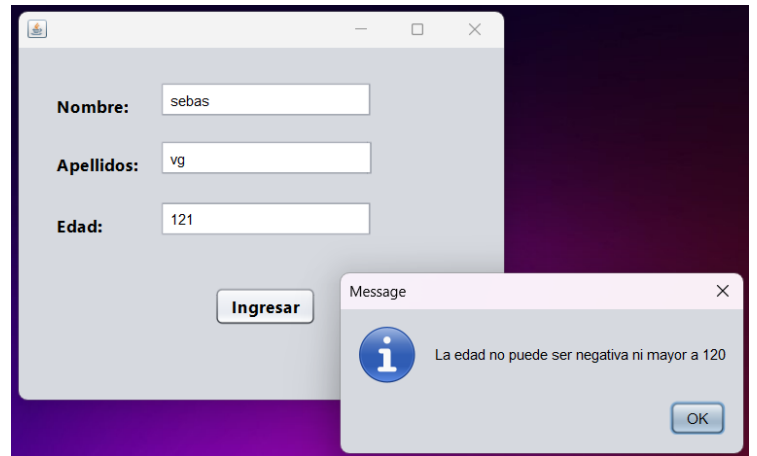 Nombre:
sebas
Apellidos:
vg
Edad:
121
Ingresar
Message
La edad no puede ser negativa ni mayor a 120
OK